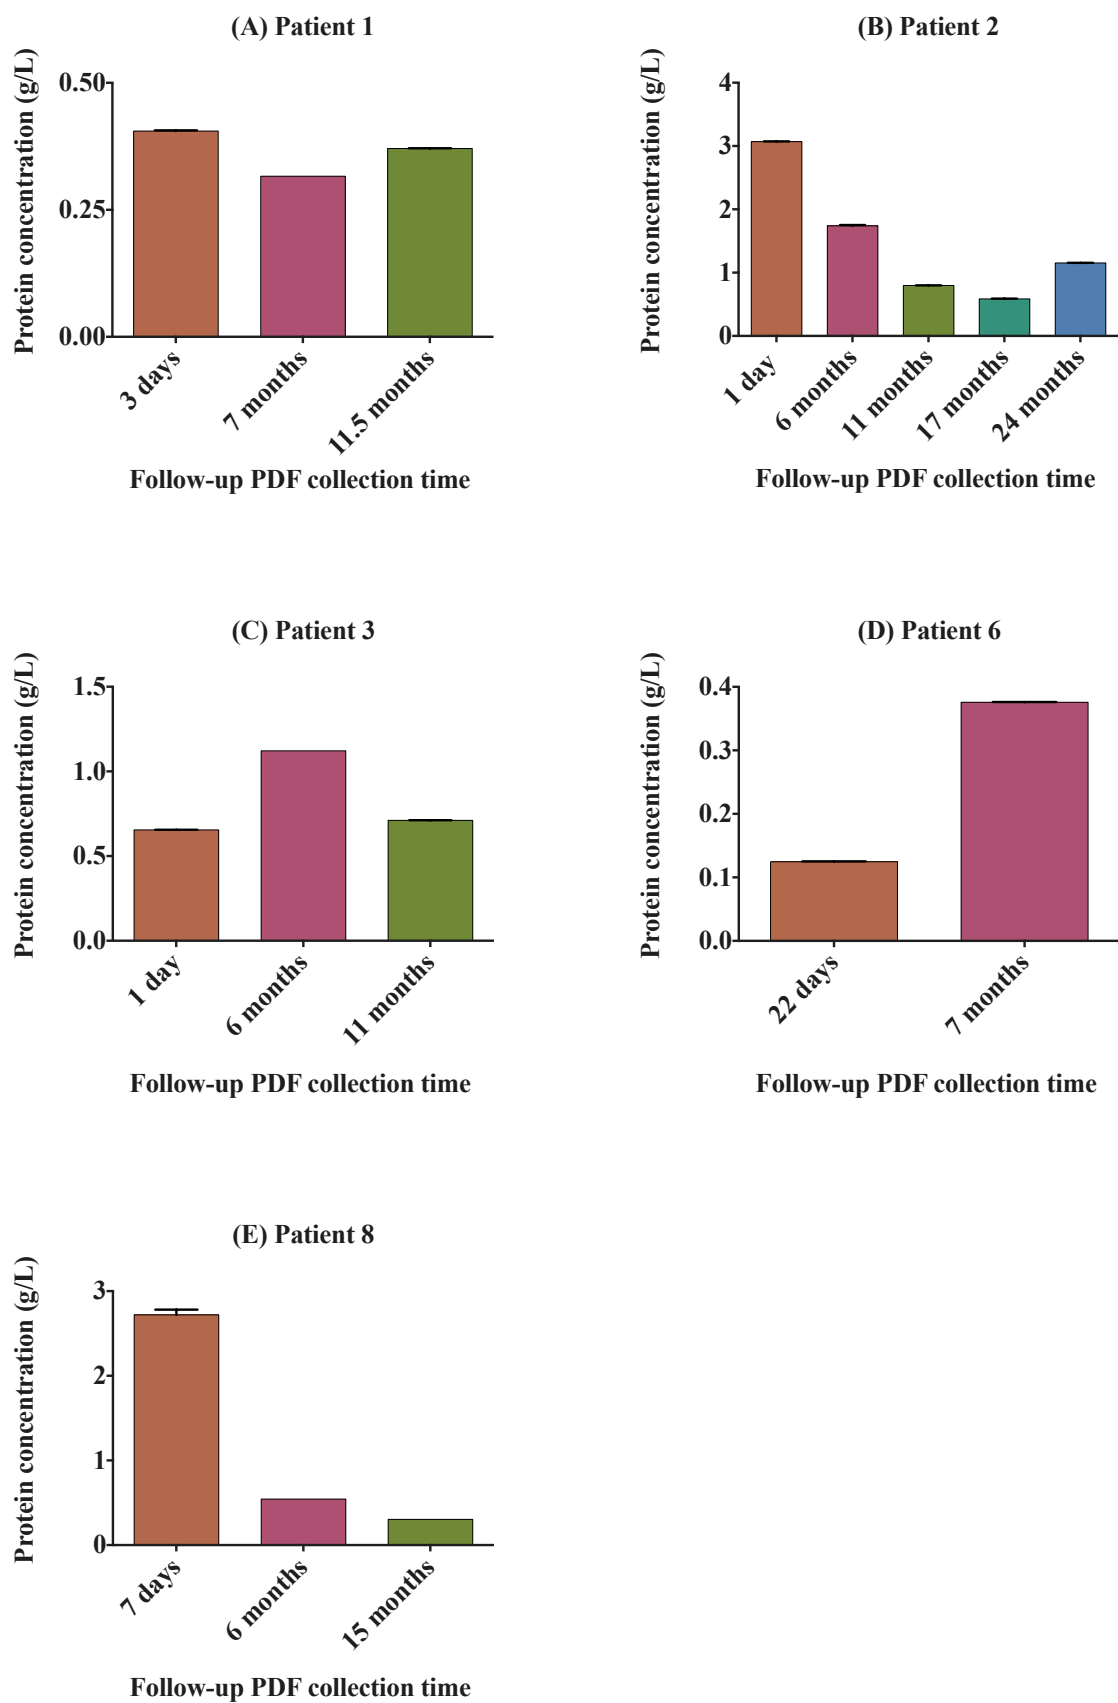 (A) Patient 1
Protein concentration (g/L)
0.50
0.25
0.00
3 days
7 months
11.5 months
Follow-up PDF collection time
(B) Patient 2
Protein concentration (g/L)
4
3
2
1
0
1 day
6 months
11 months
17 months
24 months
Follow-up PDF collection time
(C) Patient 3
Protein concentration (g/L)
1.5
1.0
0.5
0.0
1 day
6 months
11 months
Follow-up PDF collection time
(D) Patient 6
Protein concentration (g/L)
0.4
0.3
0.2
0.1
0.0
22 days
7 months
Follow-up PDF collection time
(E) Patient 8
Protein concentration (g/L)
3
2
1
0
7 days
6 months
15 months
Follow-up PDF collection time